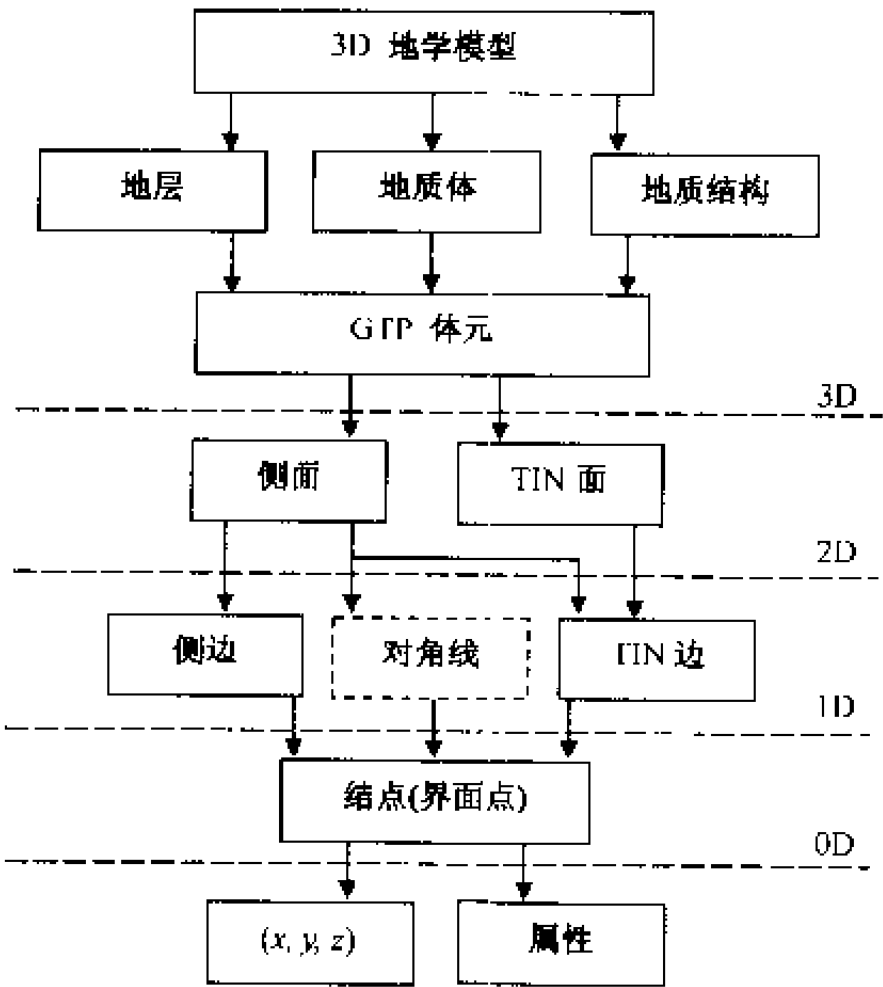 3D 地学模型
地层
地质体
地质结构
GTP 体元
3D
侧面
TIN 面
2D
侧边
对角线
TIN 边
1D
结点(界面点)
0D
(x, y, z)
属性